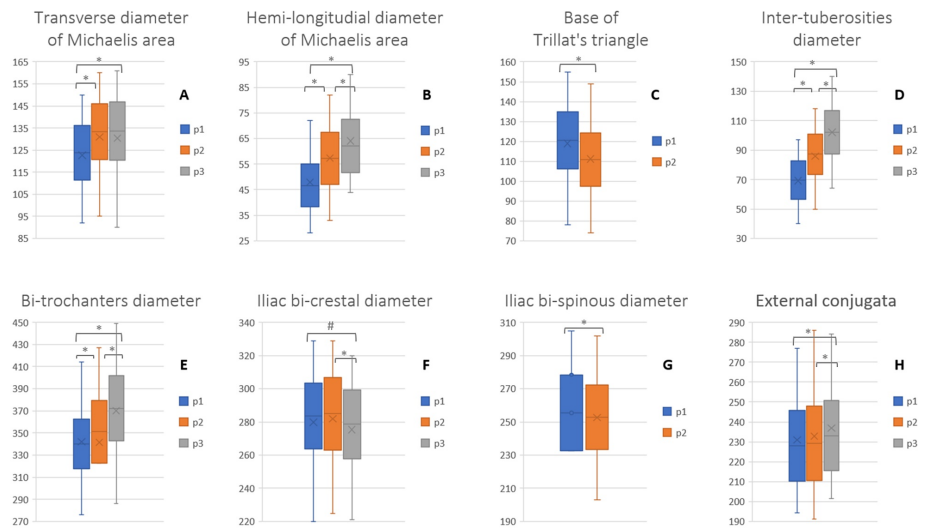 Transverse diameter
of Michaelis area
165
155
145
135
125
115
105
95
85
*
*
A
p1
p2
p3
Hemi-longitudial diameter
of Michaelis area
95
85
75
65
55
45
35
25
*
*
*
B
p1
p2
p3
Base of
Trillat's triangle
160
150
140
130
120
110
100
90
80
70
*
C
p1
p2
Inter-tuberosities
diameter
150
130
110
90
70
50
30
*
*
*
D
p1
p2
p3
Bi-trochanters diameter
450
430
410
390
370
350
330
310
290
270
*
*
*
E
p1
p2
p3
Iliac bi-crestal diameter
340
320
300
280
260
240
220
#
*
F
p1
p2
p3
Iliac bi-spinous diameter
310
290
270
250
230
210
190
*
G
p1
p2
External conjugata
290
280
270
260
250
240
230
220
210
200
190
*
*
H
p1
p2
p3